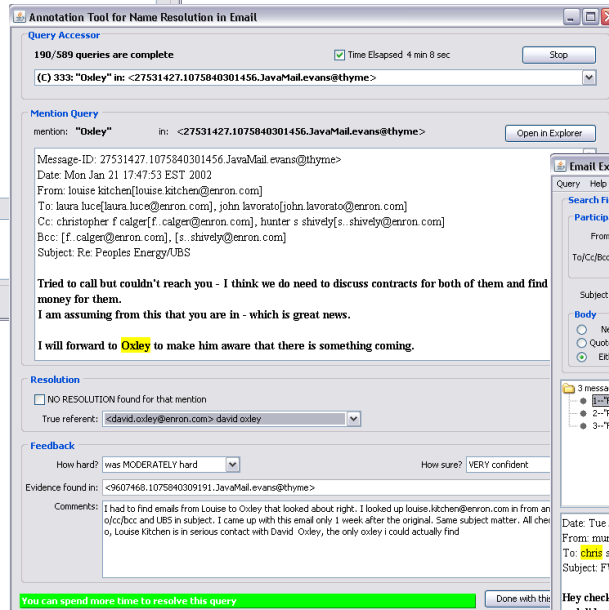 Annotation Tool for Name Resolution in Email
Query Accessor
190/589 queries are complete
Time Elsapsed 4 min 8 sec
Stop
(C) 333: "Oxley" in: <27531427.1075840301456.JavaMail.evans@thyme>
Mention Query
mention: "Oxley" in: <27531427.1075840301456.JavaMail.evans@thyme>
Open in Explorer
Message-ID: 27531427.1075840301456.JavaMail.evans@thyme>
Date: Mon Jan 21 17:47:53 EST 2002
From: louise kitchen[louise.kitchen@enron.com]
To: laura luce[laura.luce@enron.com], john lavorato[john.lavorato@enron.com]
Cc: christopher f calger[f..calger@enron.com], hunter s shively[s..shively@enron.com]
Bcc: [f..calger@enron.com], [s..shively@enron.com]
Subject: Re: Peoples Energy/UBS
Tried to call but couldn't reach you - I think we do need to discuss contracts for both of them and find
money for them.
I am assuming from this that you are in - which is great news.
I will forward to Oxley to make him aware that there is something coming.
Resolution
NO RESOLUTION found for that mention
True referent: <david.oxley@enron.com> david oxley
Feedback
How hard? was MODERATELY hard
How sure? VERY confident
Evidence found in: <9607468.1075840309191.JavaMail.evans@thyme>
Comments: I had to find emails from Louise to Oxley that looked about right. I looked up louise.kitchen@enron.com in from an
o/cc/bcc and UBS in subject. I came up with this email only 1 week after the original. Same subject matter. All chec
o, Louise Kitchen is in serious contact with David Oxley, the only oxley i could actually find
You can spend more time to resolve this query
Done with this
Email Ex
Query Help
Search Fi
Particip
From
To/Cc/Bcc
Subject
Body
Ne
Quot
Eit
3 messa
1--"F
2--"F
3--"F
Date: Tue
From: mur
To: chris s
Subject: FV
Hey check